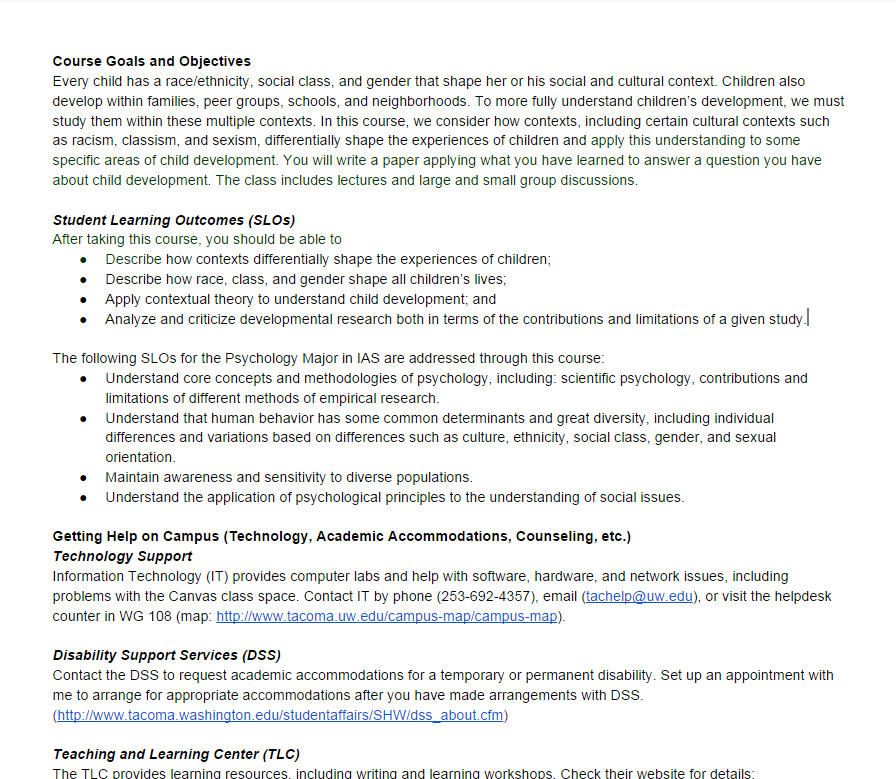 Course Goals and Objectives
Every child has a race/ethnicity, social class, and gender that shape her or his social and cultural context. Children also
develop within families, peer groups, schools, and neighborhoods. To more fully understand children's development, we must
study them within these multiple contexts. In this course, we consider how contexts, including certain cultural contexts such
as racism, classism, and sexism, differentially shape the experiences of children and apply this understanding to some
specific areas of child development. You will write a paper applying what you have learned to answer a question you have
about child development. The class includes lectures and large and small group discussions.
Student Learning Outcomes (SLOs)
After taking this course, you should be able to
● Describe how contexts differentially shape the experiences of children;
● Describe how race, class, and gender shape all children's lives;
● Apply contextual theory to understand child development; and
● Analyze and criticize developmental research both in terms of the contributions and limitations of a given study.
The following SLOs for the Psychology Major in IAS are addressed through this course:
● Understand core concepts and methodologies of psychology, including: scientific psychology, contributions and
limitations of different methods of empirical research.
● Understand that human behavior has some common determinants and great diversity, including individual
differences and variations based on differences such as culture, ethnicity, social class, gender, and sexual
orientation.
● Maintain awareness and sensitivity to diverse populations.
● Understand the application of psychological principles to the understanding of social issues.
Getting Help on Campus (Technology, Academic Accommodations, Counseling, etc.)
Technology Support
Information Technology (IT) provides computer labs and help with software, hardware, and network issues, including
problems with the Canvas class space. Contact IT by phone (253-692-4357), email (tachelp@uw.edu), or visit the helpdesk
counter in WG 108 (map: http://www.tacoma.uw.edu/campus-map/campus-map).
Disability Support Services (DSS)
Contact the DSS to request academic accommodations for a temporary or permanent disability. Set up an appointment with
me to arrange for appropriate accommodations after you have made arrangements with DSS.
(http://www.tacoma.washington.edu/studentaffairs/SHW/dss_about.cfm)
Teaching and Learning Center (TLC)
The TLC provides learning resources, including writing and learning workshops. Check their website for details: